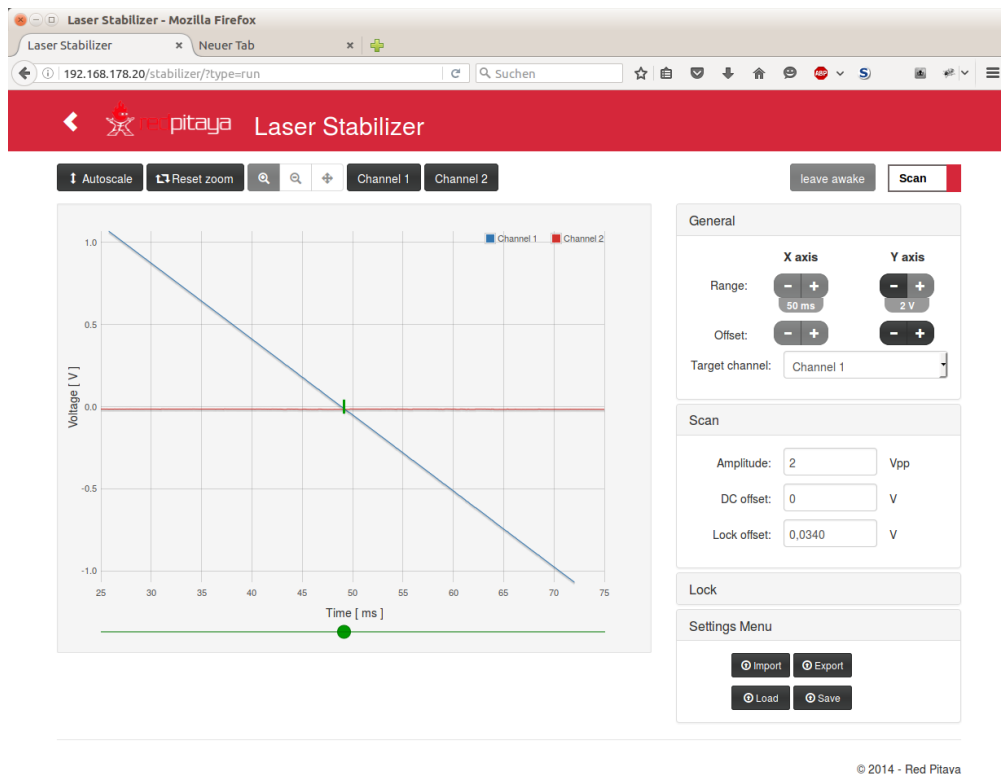 Laser Stabilizer - Mozilla Firefox
Laser Stabilizer Neuer Tab
192.168.178.20/stabilizer/?type=run Suchen ABP S
redpitaya Laser Stabilizer
Autoscale Reset zoom Channel 1 Channel 2 leave awake Scan
General
X axis Y axis
Range: - + - +
50 ms 2 V
Offset: - + - +
Target channel: Channel 1
Scan
Amplitude: 2 Vpp
DC offset: 0 V
Lock offset: 0,0340 V
Lock
Settings Menu
Import Export
Load Save
Channel 1 Channel 2
Voltage [ V ]
1.0
0.5
0.0
-0.5
-1.0
25 30 35 40 45 50 55 60 65 70 75
Time [ ms ]
© 2014 - Red Pitaya